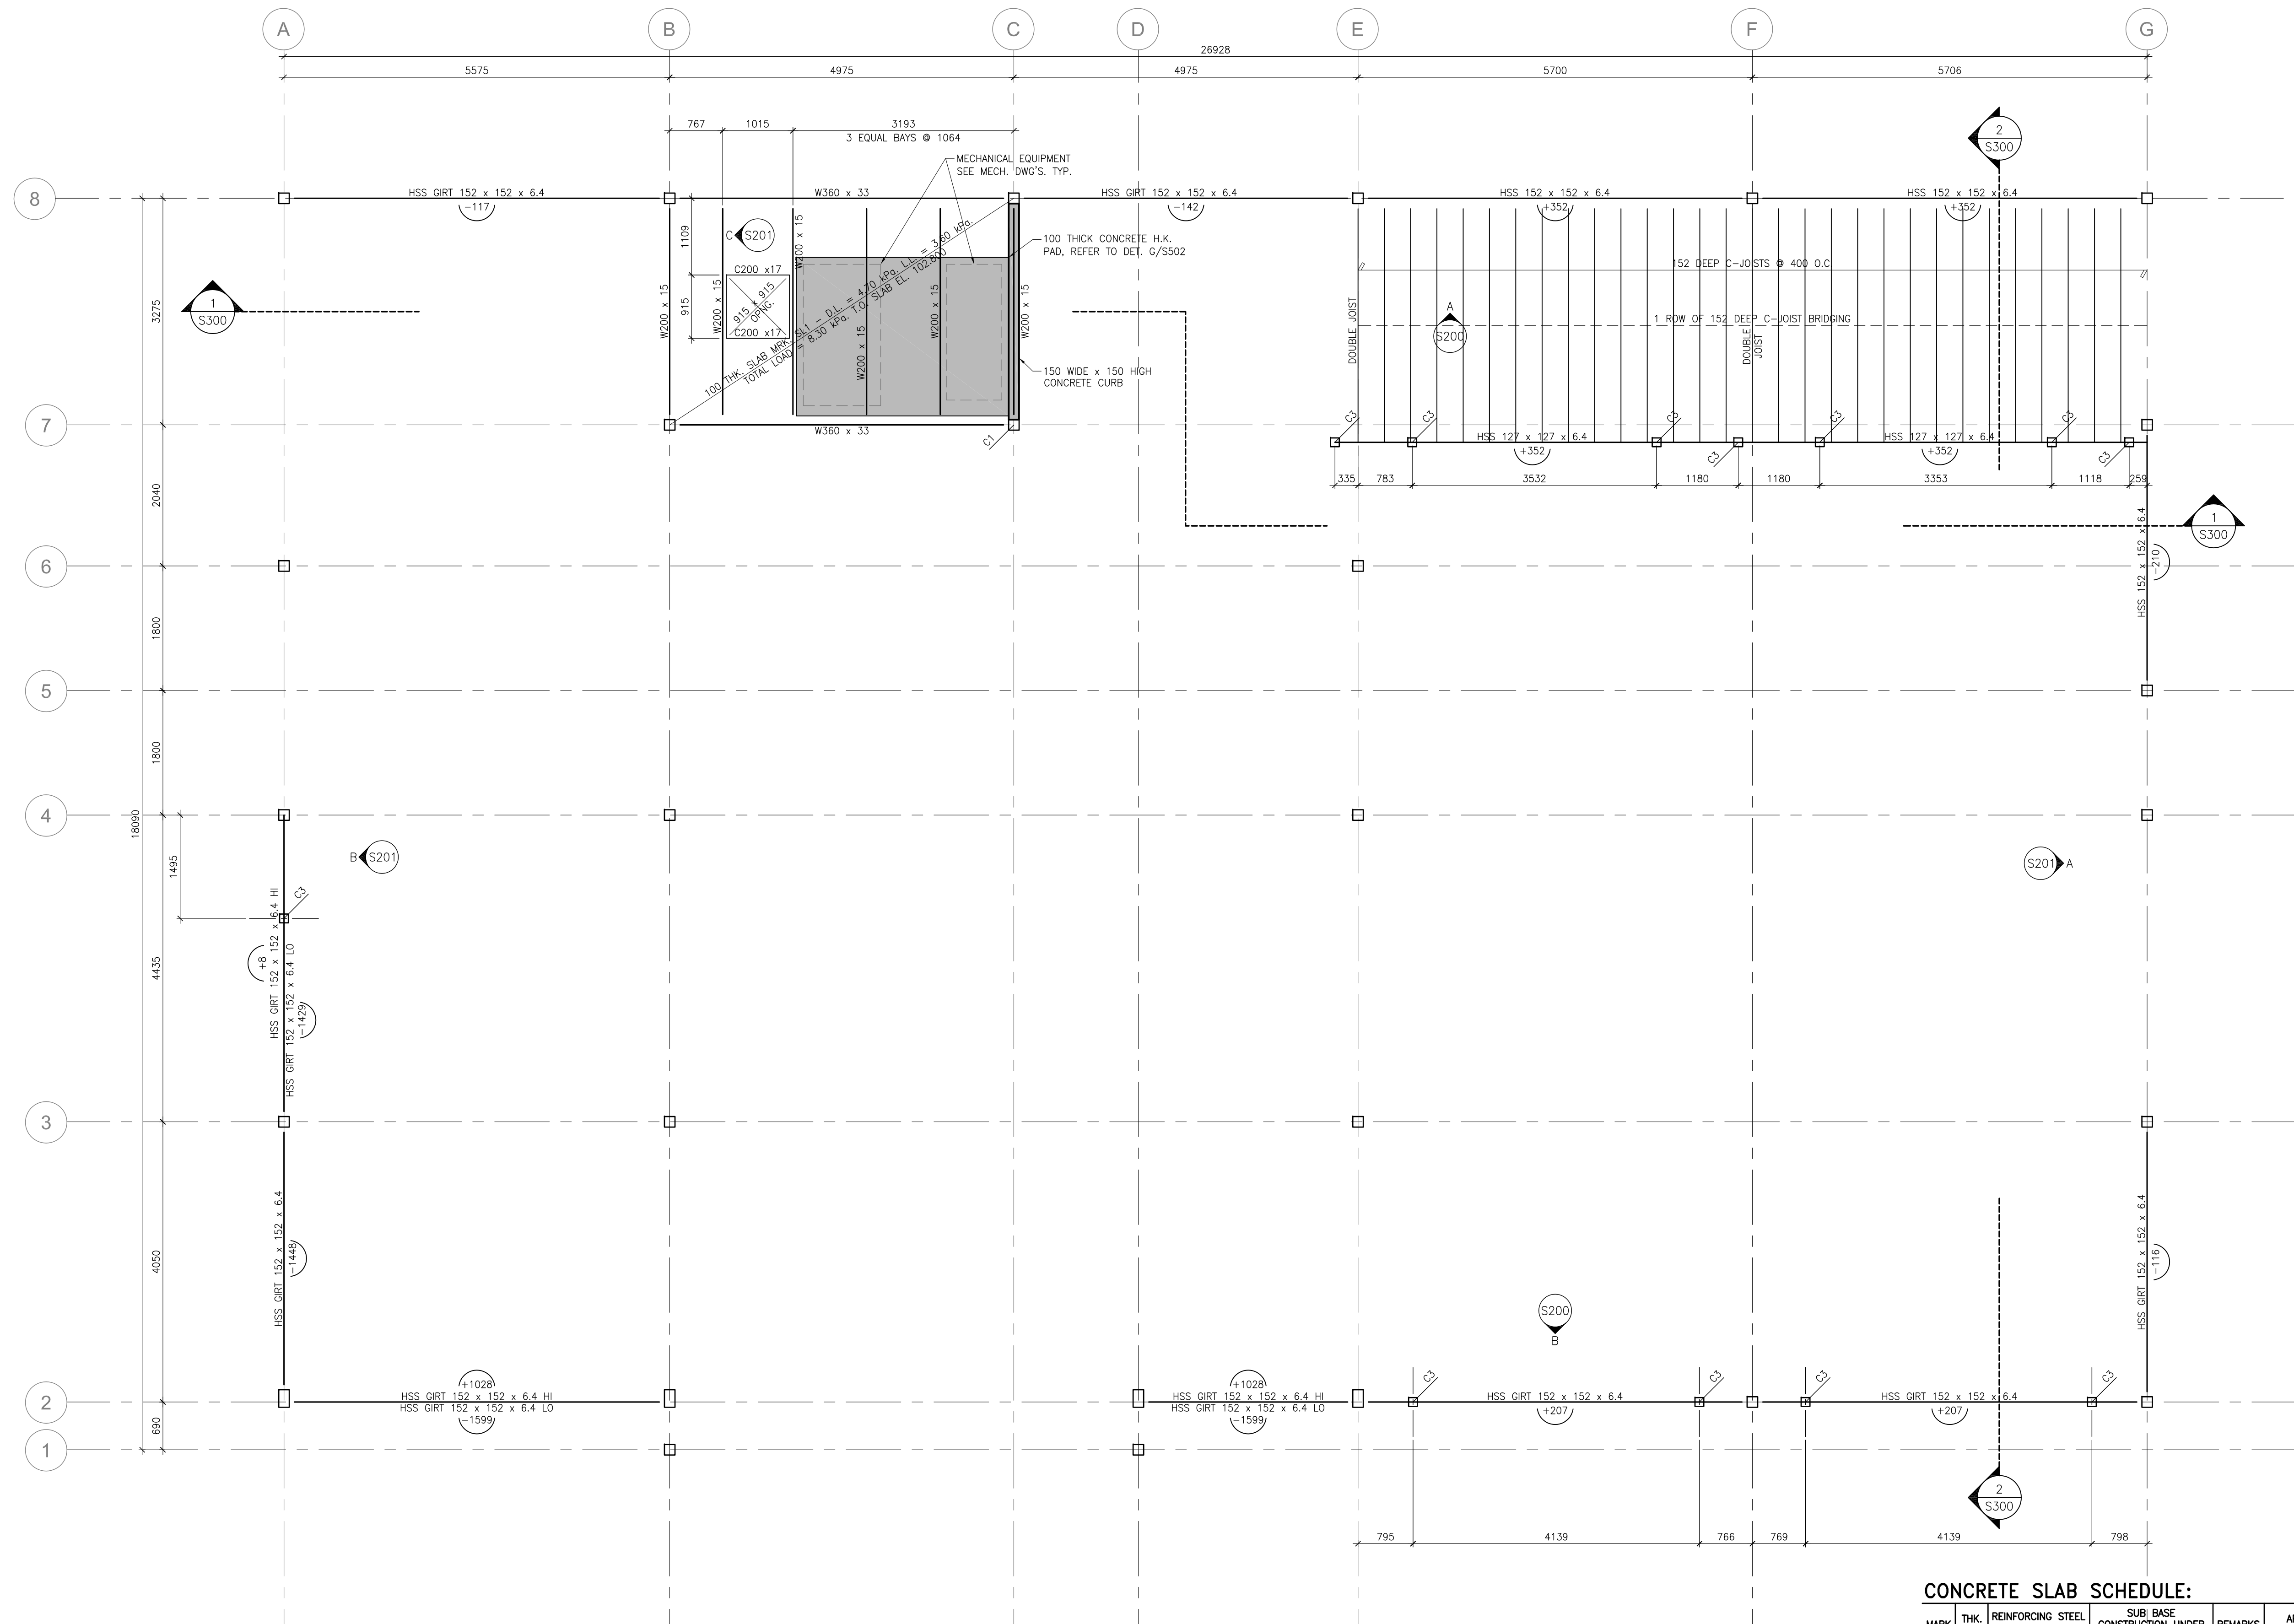 A
B
C
D
E
F
G
26928
5575
4975
4975
5700
5706
767
1015
3193
3 EQUAL BAYS @ 1064
2
S300
MECHANICAL EQUIPMENT
SEE MECH. DWG'S. TYP.
8
HSS GIRT 152 x 152 x 6.4
-117
W360 x 33
HSS GIRT 152 x 152 x 6.4
-142
HSS 152 x 152 x 6.4
+352
HSS 152 x 152 x 6.4
+352
1109
C
S201
W200 x 15
100 THICK CONCRETE H.K.
PAD, REFER TO DET. G/S502
C200 x17
152 DEEP C-JOISTS @ 400 O.C
3275
1
S300
915
W200 x 15
W200 x 15
915 x 915
OPNG.
C200 x17
W200 x 15
W200 x 15
W200 x 15
100 THK. SLAB MRK. SL1 - D.L. = 4.70 kPa. L.L. = 3.60 kPa.
TOTAL LOAD = 8.30 kPa. T.O. SLAB EL. 102.800
DOUBLE JOIST
A
S200
1 ROW OF 152 DEEP C-JOIST BRIDGING
DOUBLE
JOIST
150 WIDE x 150 HIGH
CONCRETE CURB
7
W360 x 33
C1
C3
C3
C3
C3
C3
C3
C3
HSS 127 x 127 x 6.4
+352
HSS 127 x 127 x 6.4
+352
335
783
3532
1180
1180
3353
1118
259
2040
1
S300
HSS 152 x 152 x 6.4
-210
6
1800
5
1800
4
18090
1495
B
S201
S201
A
C3
HSS GIRT 152 x 152 x 6.4 HI
+8
HSS GIRT 152 x 152 x 6.4 LO
-1429
4435
3
4050
HSS GIRT 152 x 152 x 6.4
-1448
HSS GIRT 152 x 152 x 6.4
-116
S200
B
2
+1028
HSS GIRT 152 x 152 x 6.4 HI
HSS GIRT 152 x 152 x 6.4 LO
-1599
+1028
HSS GIRT 152 x 152 x 6.4 HI
HSS GIRT 152 x 152 x 6.4 LO
-1599
C3
HSS GIRT 152 x 152 x 6.4
+207
C3
C3
HSS GIRT 152 x 152 x 6.4
+207
C3
690
1
2
S300
795
4139
766
769
4139
798
CONCRETE SLAB SCHEDULE:
MARK
THK.
REINFORCING STEEL
SUB BASE
CONSTRUCTION UNDER
REMARKS